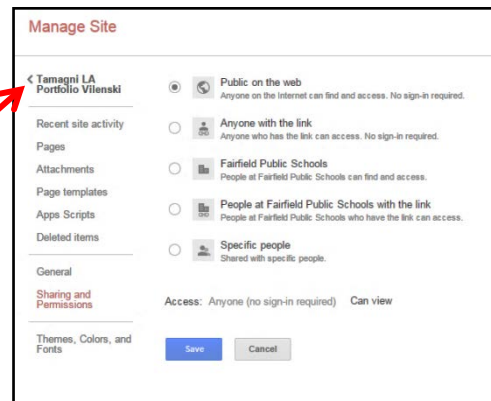 Manage Site
Tamagni LA
Portfolio Vilenski
Recent site activity
Pages
Attachments
Page templates
Apps Scripts
Deleted items
General
Sharing and
Permissions
Themes, Colors, and
Fonts
Public on the web
Anyone on the Internet can find and access. No sign-in required.
Anyone with the link
Anyone who has the link can access. No sign-in required.
Fairfield Public Schools
People at Fairfield Public Schools can find and access.
People at Fairfield Public Schools with the link
People at Fairfield Public Schools who have the link can access.
Specific people
Shared with specific people.
Access: Anyone (no sign-in required) Can view
Save Cancel